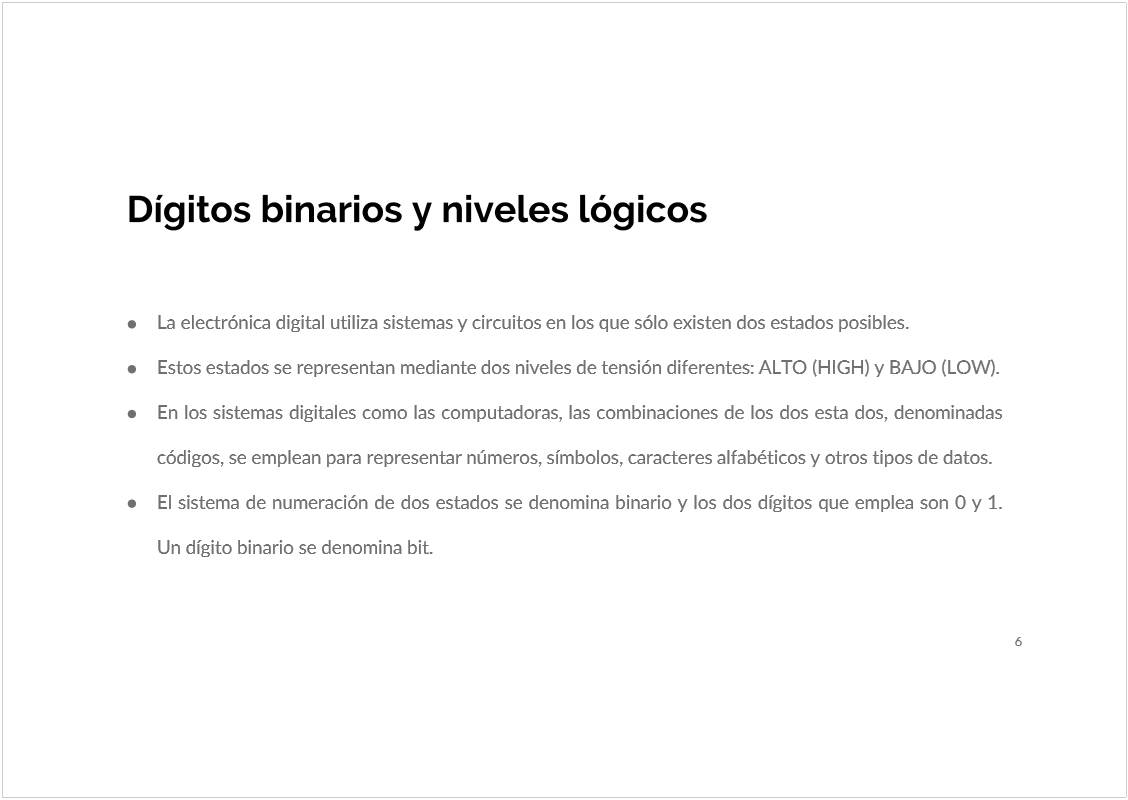 Dígitos binarios y niveles lógicos
● La electrónica digital utiliza sistemas y circuitos en los que sólo existen dos estados posibles.
● Estos estados se representan mediante dos niveles de tensión diferentes: ALTO (HIGH) y BAJO (LOW).
● En los sistemas digitales como las computadoras, las combinaciones de los dos esta dos, denominadas
códigos, se emplean para representar números, símbolos, caracteres alfabéticos y otros tipos de datos.
● El sistema de numeración de dos estados se denomina binario y los dos dígitos que emplea son 0 y 1.
Un dígito binario se denomina bit.
6